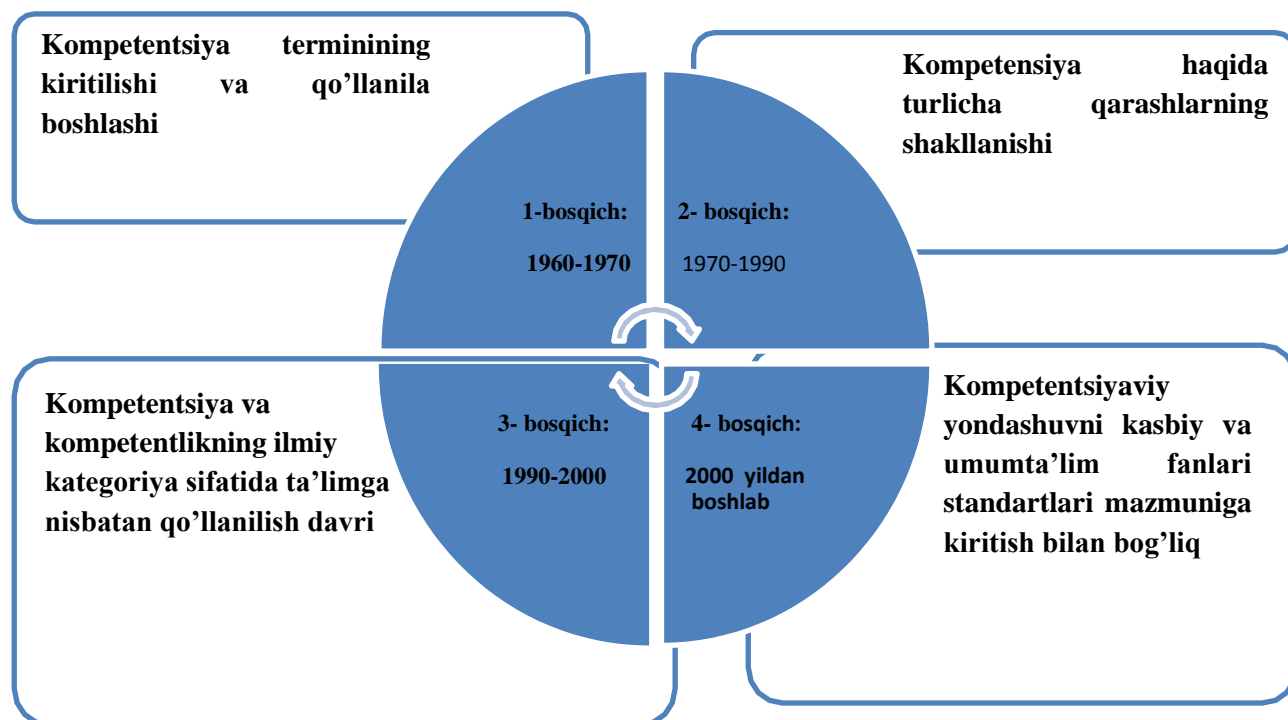 Kompetentsiya terminining
kiritilishi va qo’llanila
boshlashi
Kompetensiya haqida
turlicha qarashlarning
shakllanishi
1-bosqich:
1960-1970
2- bosqich:
1970-1990
Kompetentsiya va
kompetentlikning ilmiy
kategoriya sifatida ta’limga
nisbatan qo’llanilish davri
3- bosqich:
1990-2000
4- bosqich:
2000 yildan
boshlab
Kompetentsiyaviy
yondashuvni kasbiy va
umumta’lim fanlari
standartlari mazmuniga
kiritish bilan bog’liq